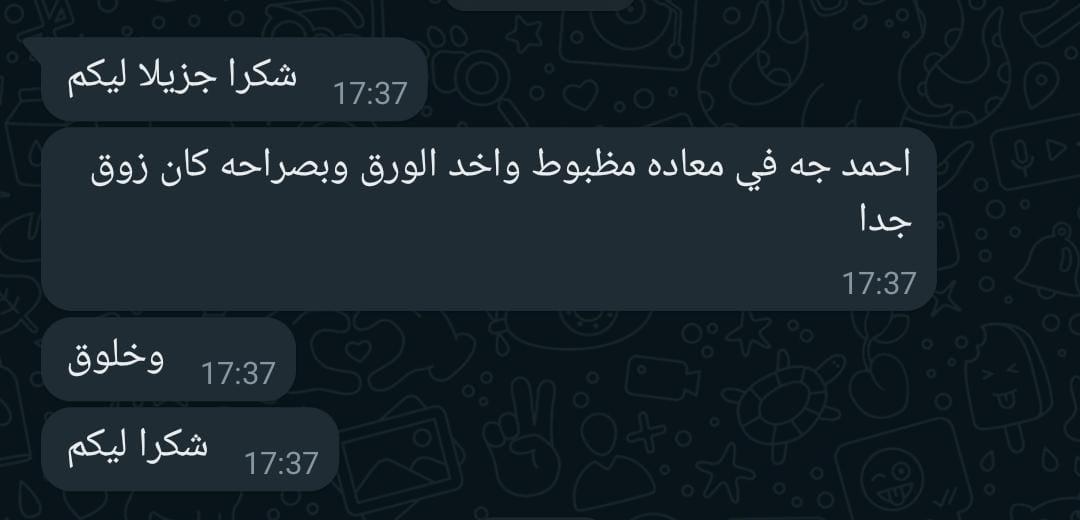 شكرا جزيلا ليكم
17:37
احمد جه في معاده مظبوط واخد الورق وبصراحه كان زوق
جدا
17:37
وخلوق
17:37
شكرا ليكم
17:37